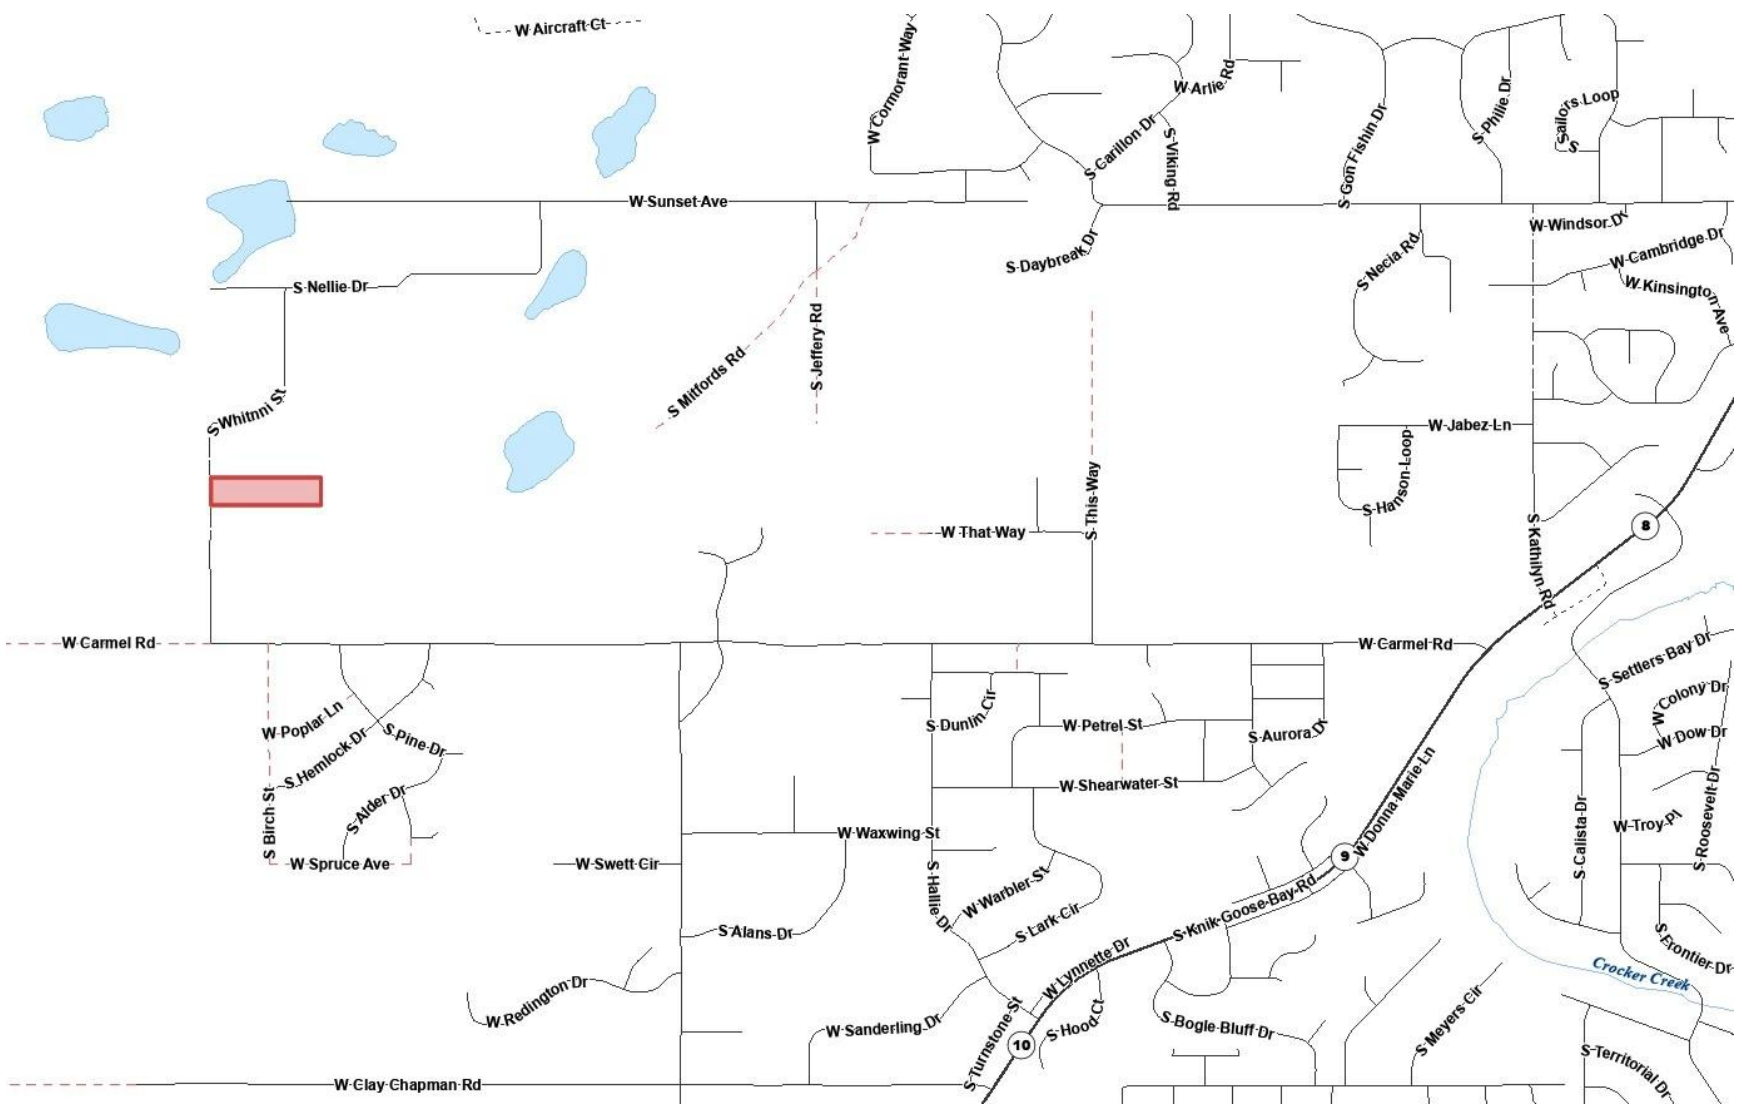 W Aircraft Ct
W Cormorant Way
W Arlie Rd
S Carillon Dr
S Viking Rd
S Gon Fishin Dr
S Philie Dr
Sailors Loop
S
W Sunset Ave
W Windsor Dr
S Daybreak Dr
S Necia Rd
W Cambridge Dr
W Kinsington Ave
S Nellie Dr
S Mitfords Rd
S Jeffery Rd
S Whitnni St
W Jabez Ln
S Hanson Loop
S This Way
W That Way
S Kathilyn Rd
8
W Carmel Rd
W Carmel Rd
S Settlers Bay Dr
W Colony Dr
W Dow Dr
W Poplar Ln
S Pine Dr
S Hemlock Dr
S Dunlin Cir
W Petrel St
S Aurora Dr
W Shearwater St
W Donna Marie Ln
S Birch St
S Alder Dr
W Spruce Ave
W Swett Cir
W Waxwing St
S Hallie Dr
W Warbler St
S Lark Cir
9
S Calista Dr
W Troy Pl
S Roosevelt Dr
S Alans Dr
S Knik Goose Bay Rd
W Lynnette Dr
S Frontier Dr
Crocker Creek
W Redington Dr
W Sanderling Dr
S Turnstone St
10
S Hood Ct
S Bogle Bluff Dr
S Meyers Cir
S Territorial Dr
W Clay Chapman Rd